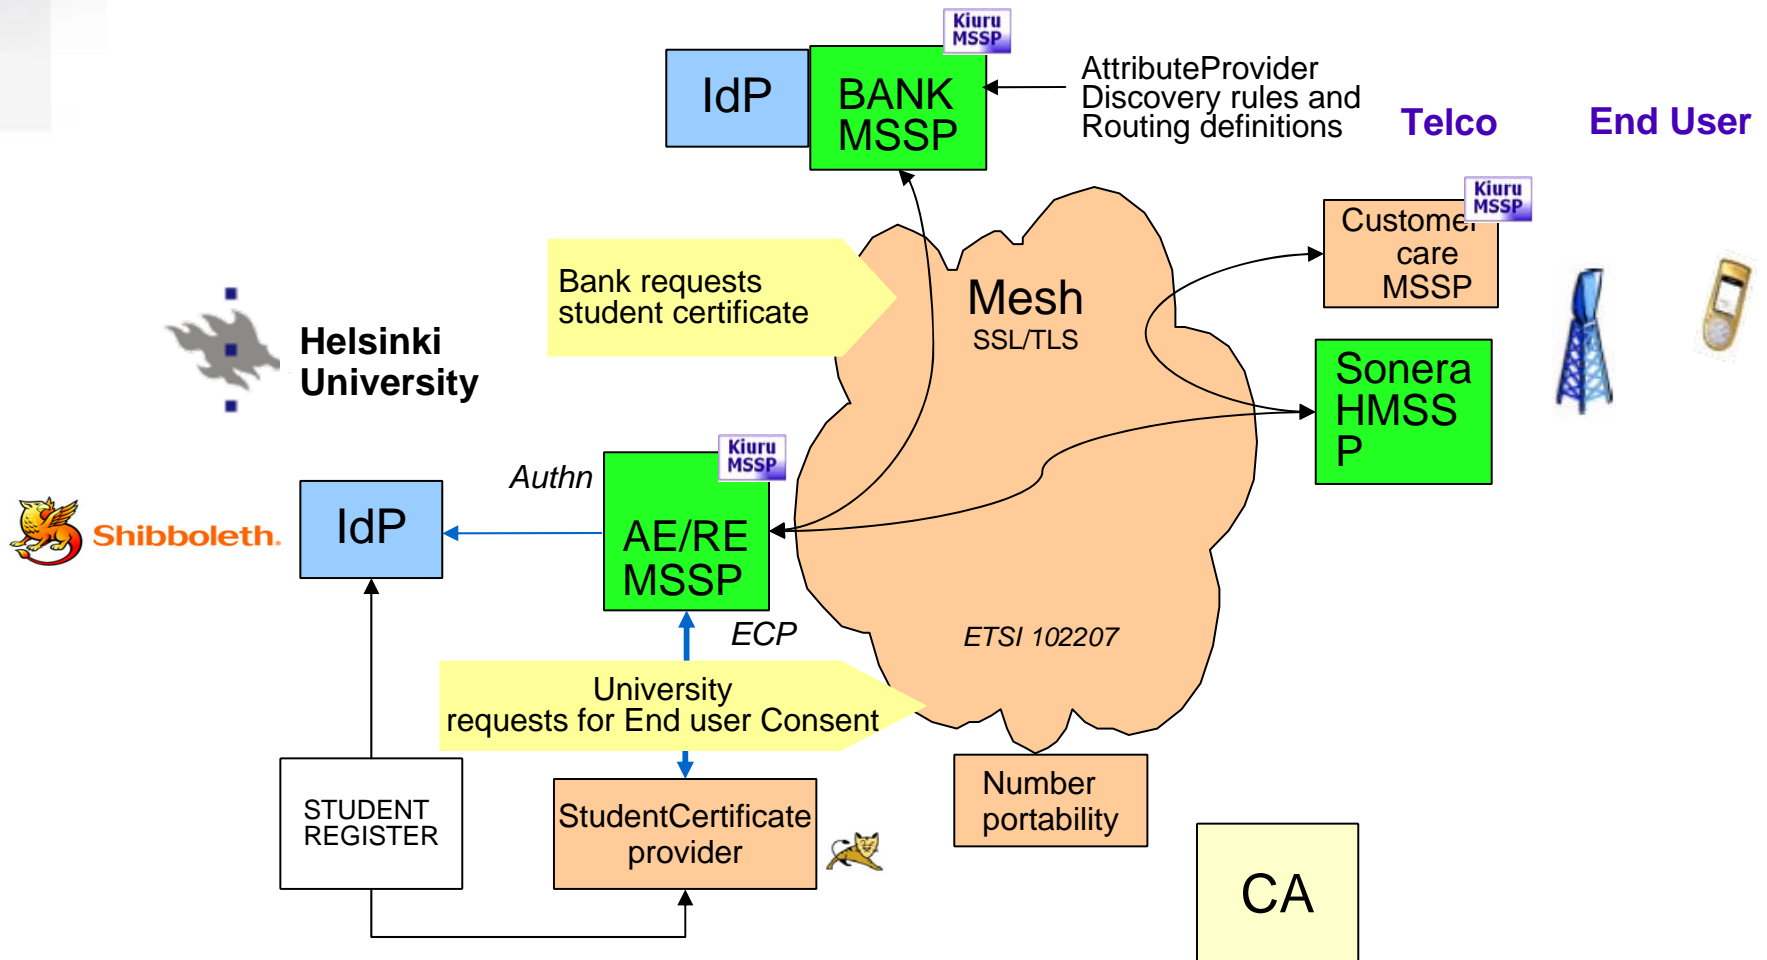 Kiuru
MSSP
IdP
BANK
MSSP
AttributeProvider
Discovery rules and
Routing definitions
Telco
End User
Kiuru
MSSP
Customer
care
MSSP
Bank requests
student certificate
Mesh
SSL/TLS
Helsinki
University
Sonera
HMSS
P
Kiuru
MSSP
Authn
Shibboleth.
IdP
AE/RE
MSSP
ECP
ETSI 102207
University
requests for End user Consent
STUDENT
REGISTER
StudentCertificate
provider
Number
portability
CA